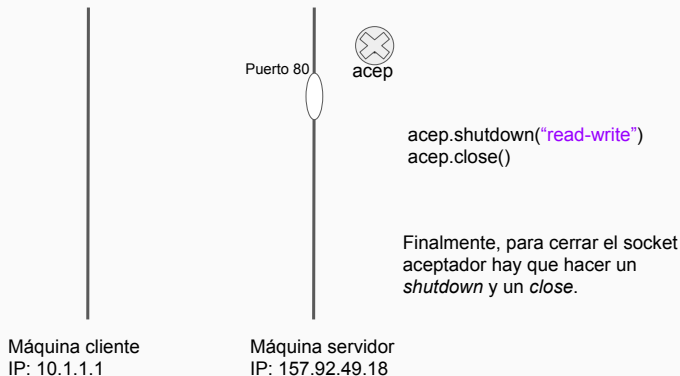 Puerto 80
acep
acep.shutdown(“read-write”)
acep.close()
Finalmente, para cerrar el socket
aceptador hay que hacer un
shutdown y un close.
Máquina cliente
IP: 10.1.1.1
Máquina servidor
IP: 157.92.49.18